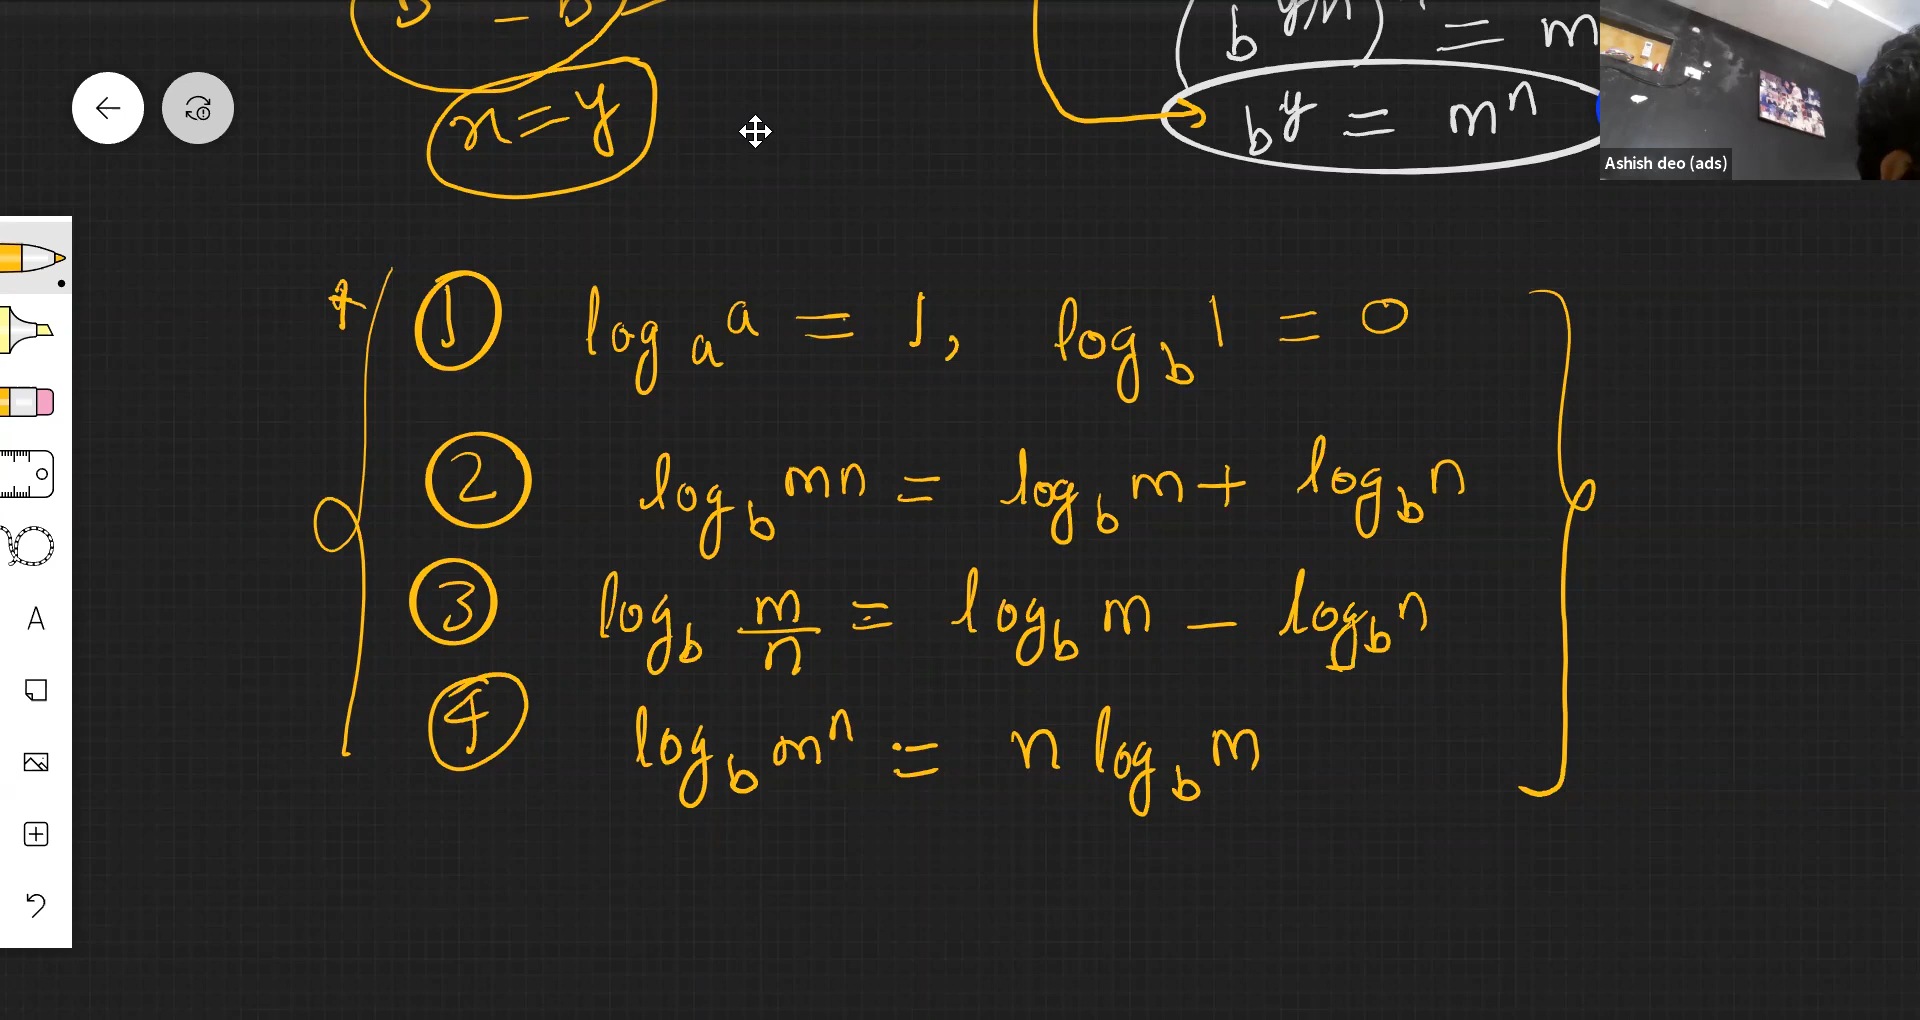 b^(y/n) = m
x = y
b^y = m^n
Ashish deo (ads)
* ① log_a a = 1, log_b 1 = 0
② log_b mn = log_b m + log_b n
③ log_b m/n = log_b m - log_b n
④ log_b m^n = n log_b m
A